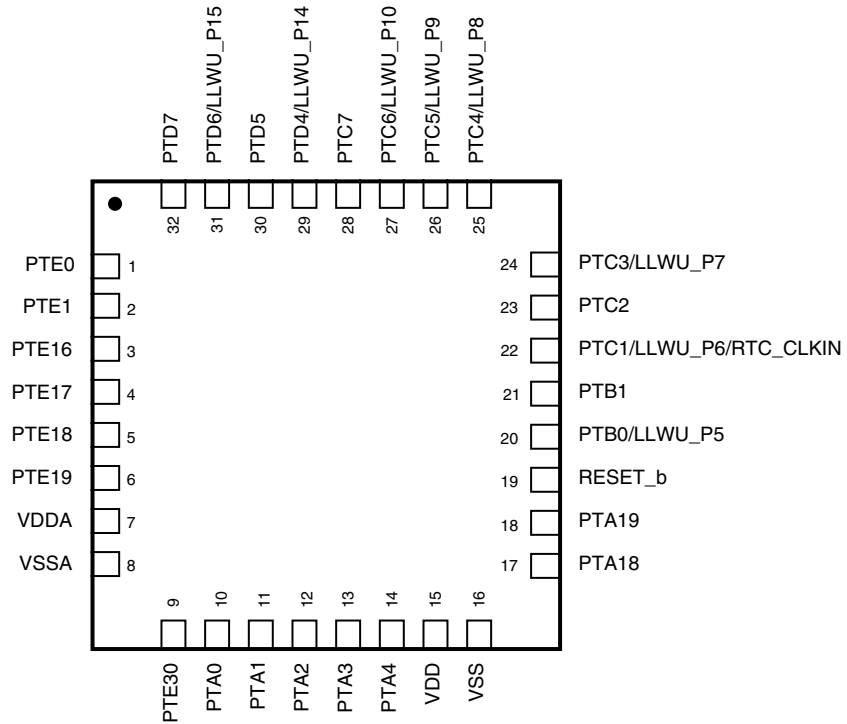 PTD7
PTD6/LLWU_P15
PTD5
PTD4/LLWU_P14
PTC7
PTC6/LLWU_P10
PTC5/LLWU_P9
PTC4/LLWU_P8
32
31
30
29
28
27
26
25
PTE0 1
PTE1 2
PTE16 3
PTE17 4
PTE18 5
PTE19 6
VDDA 7
VSSA 8
24 PTC3/LLWU_P7
23 PTC2
22 PTC1/LLWU_P6/RTC_CLKIN
21 PTB1
20 PTB0/LLWU_P5
19 RESET_b
18 PTA19
17 PTA18
9
10
11
12
13
14
15
16
PTE30
PTA0
PTA1
PTA2
PTA3
PTA4
VDD
VSS